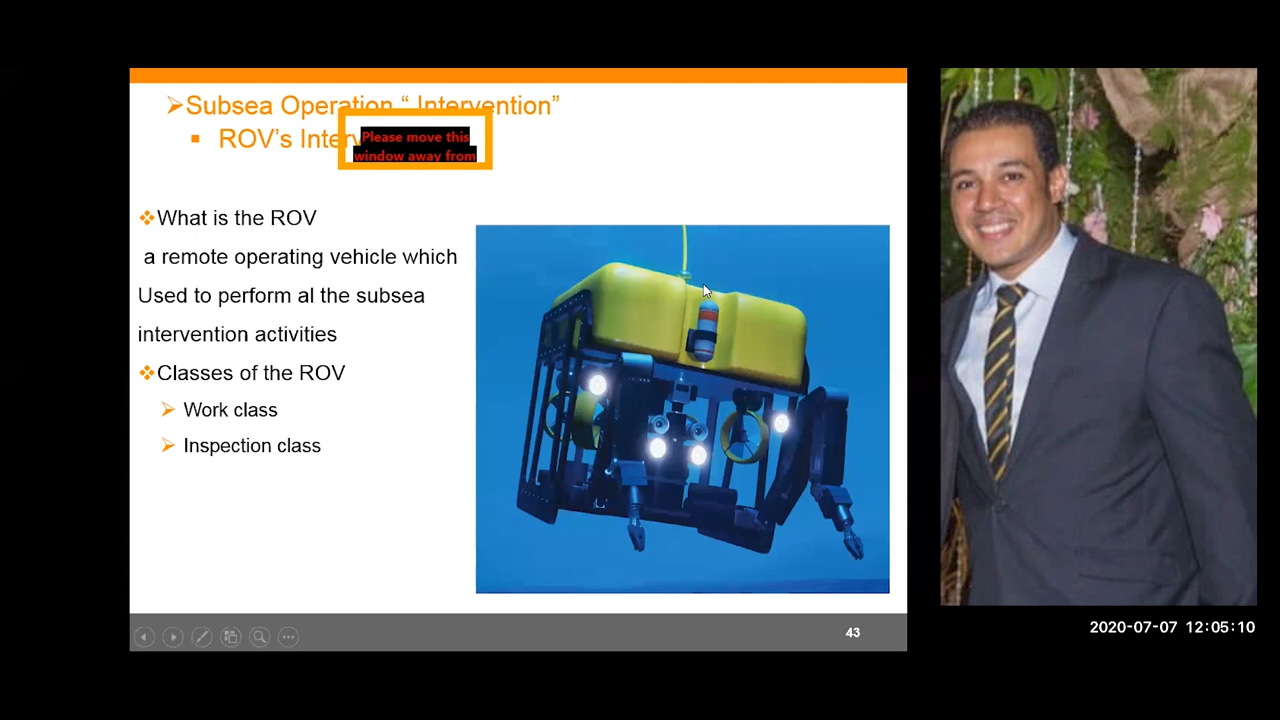 Subsea Operation “ Intervention”
ROV’s Interv
Please move this
window away from
What is the ROV
a remote operating vehicle which
Used to perform al the subsea
intervention activities
Classes of the ROV
Work class
Inspection class
43
2020-07-07 12:05:10